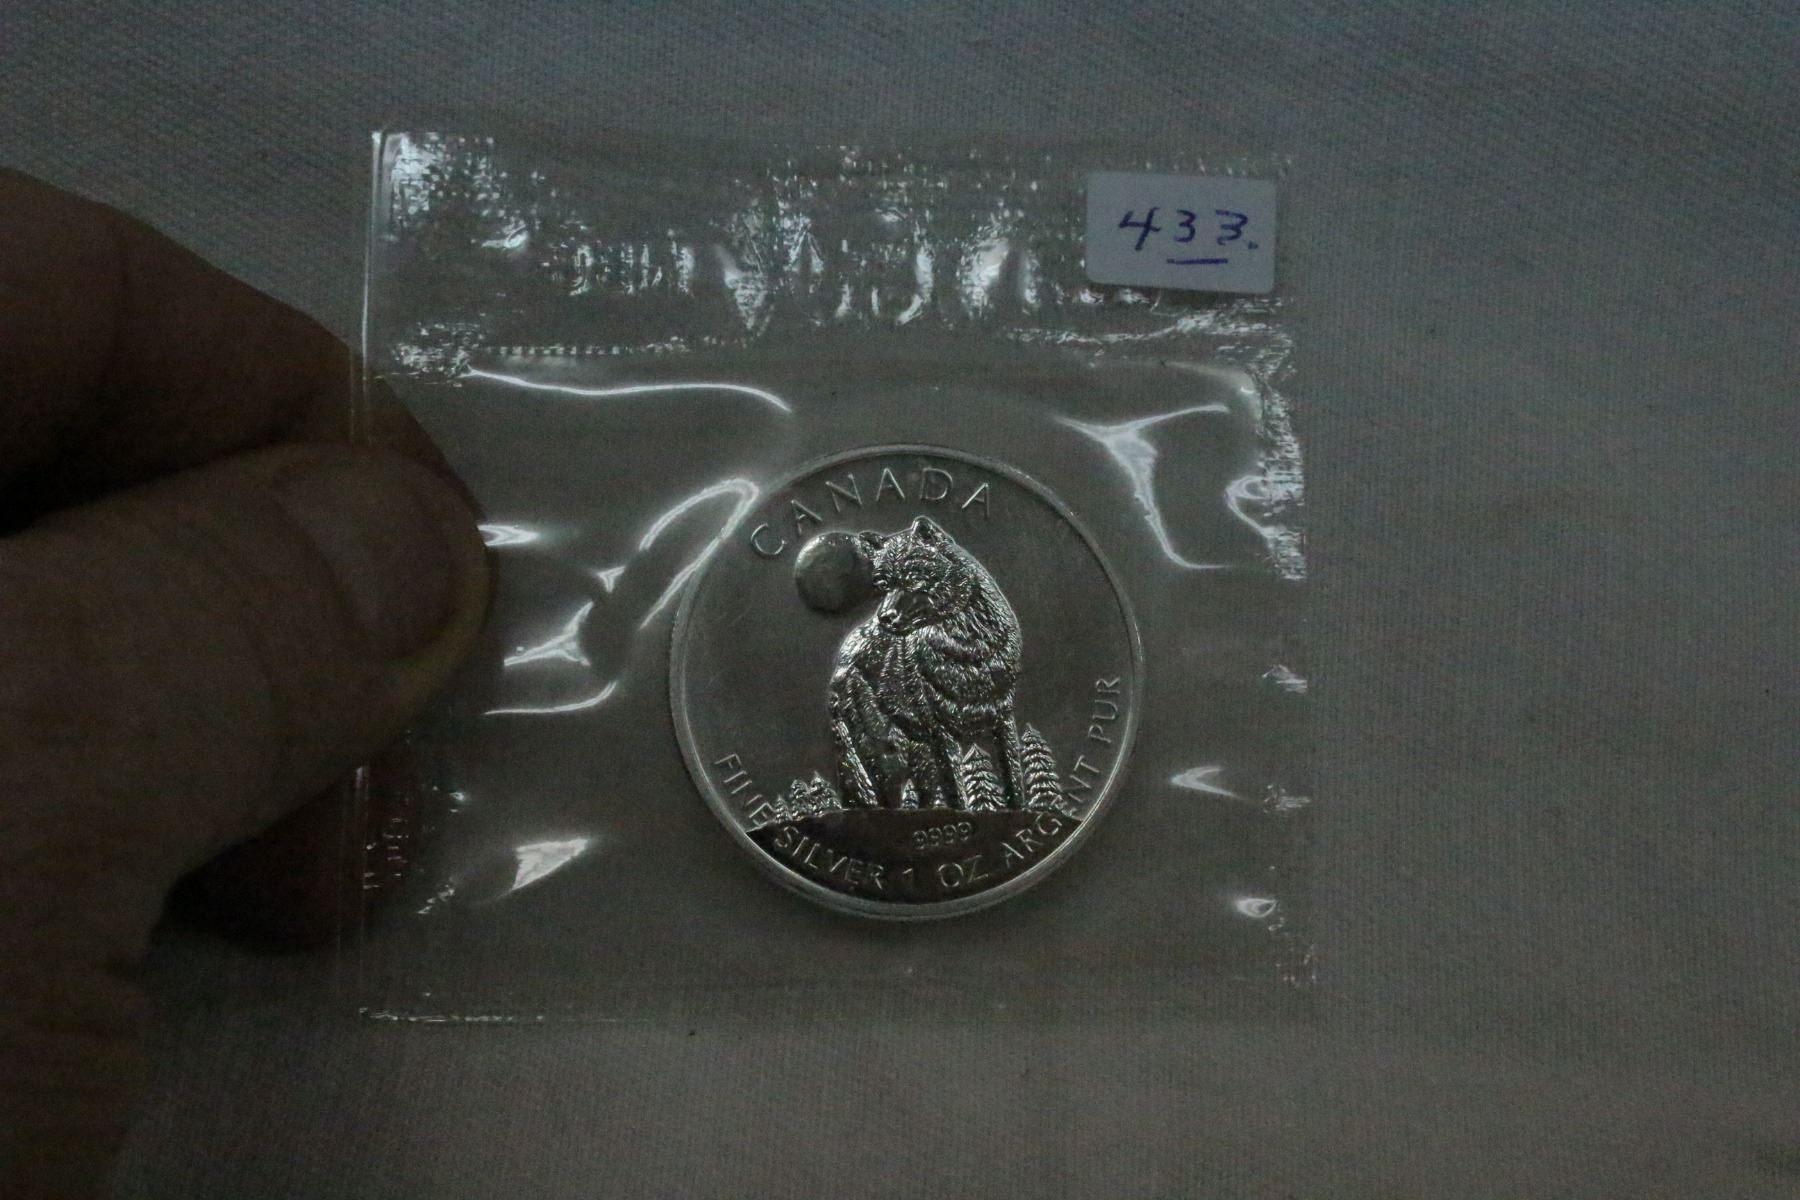 433.
CANADA
9999
FINE SILVER 1 OZ ARGENT PUR